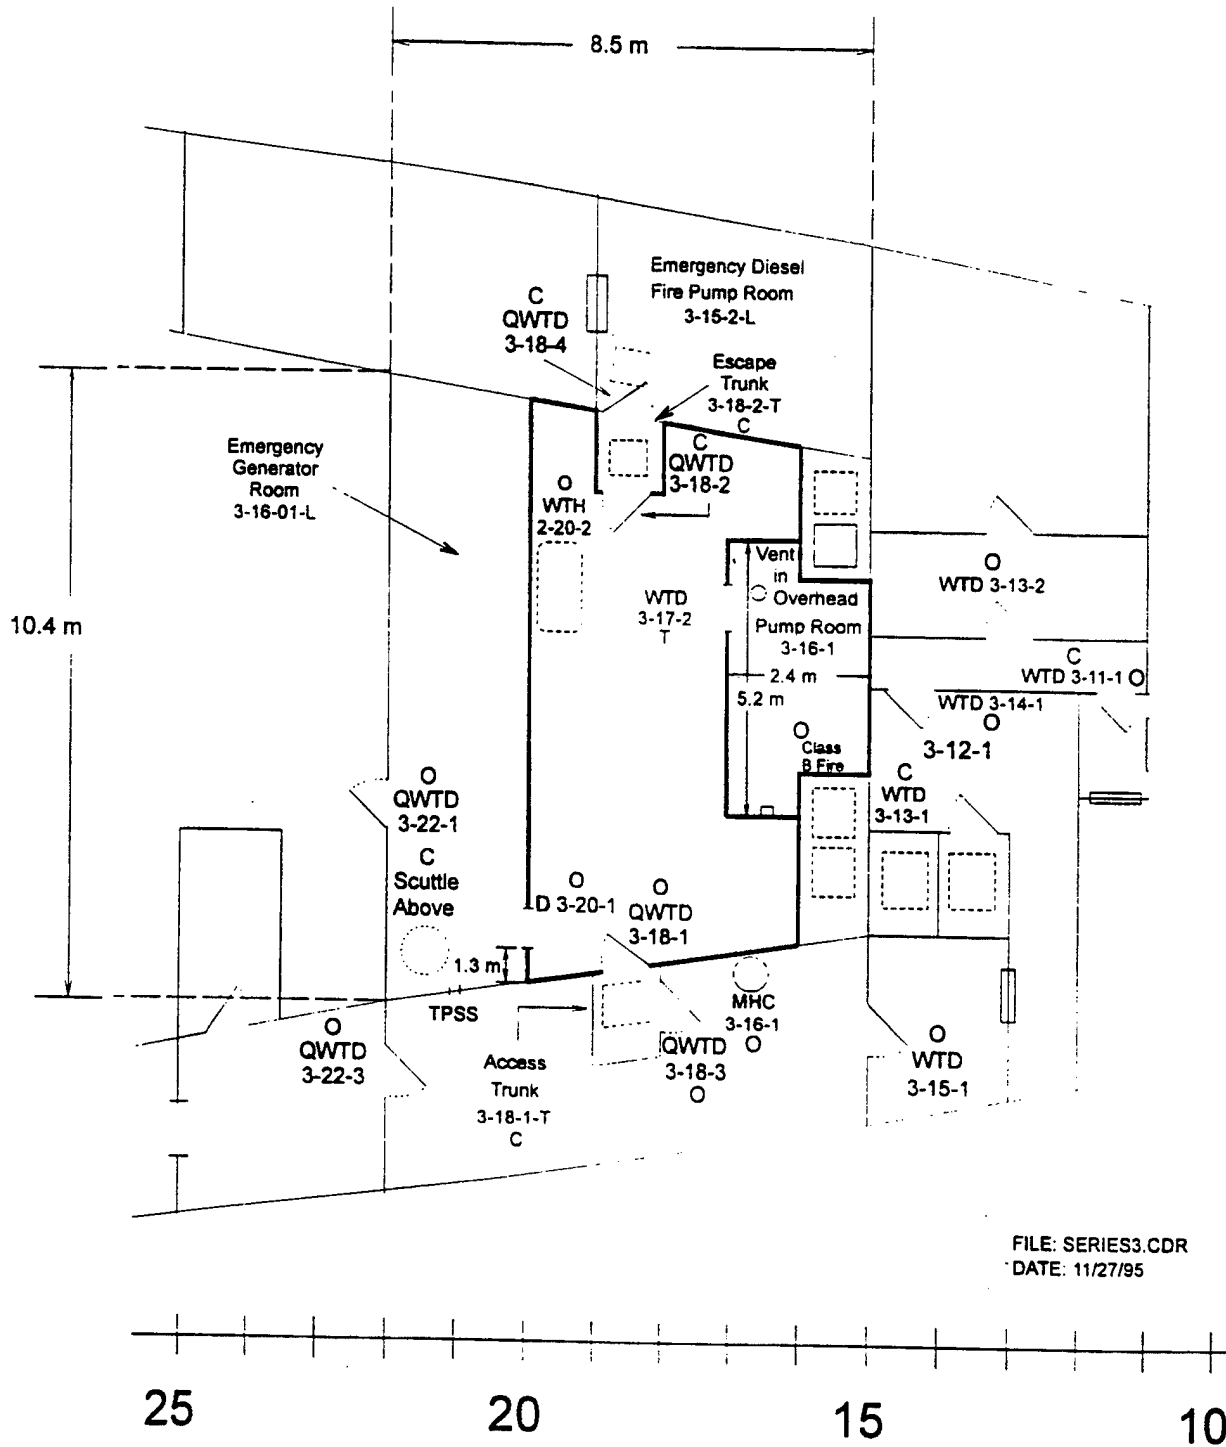 8.5 m
Emergency Diesel
Fire Pump Room
3-15-2-L
C
QWTD
3-18-4
Escape
Trunk
3-18-2-T
C
C
QWTD
3-18-2
Emergency
Generator
Room
3-16-01-L
O
WTH
2-20-2
Vent
in
Overhead
O
WTD 3-13-2
WTD
3-17-2
T
10.4 m
Pump Room
3-16-1
2.4 m
5.2 m
C
WTD 3-11-1 O
WTD 3-14-1
O
3-12-1
O
Class
B Fire
C
WTD
3-13-1
O
QWTD
3-22-1
C
Scuttle
Above
O
D 3-20-1
O
QWTD
3-18-1
1.3 m
TPSS
MHC
3-16-1
O
O
QWTD
3-22-3
QWTD
3-18-3
O
O
WTD
3-15-1
Access
Trunk
3-18-1-T
C
FILE: SERIES3.CDR
DATE: 11/27/95
25
20
15
10